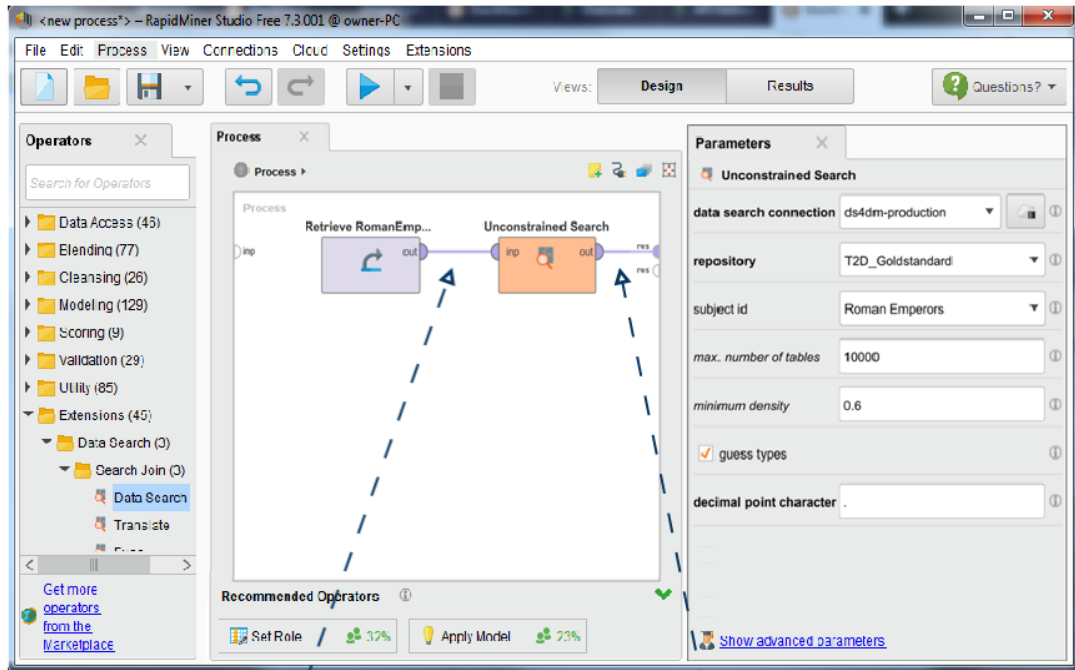 <new process*> – RapidMiner Studio Free 7.3.001 @ owner-PC
File Edit Process View Connections Cloud Settings Extensions
Views: Design Results Questions?
Operators
Search for Operators
Data Access (46)
Blending (77)
Cleansing (26)
Modeling (129)
Scoring (9)
Validation (29)
Utility (85)
Extensions (45)
Data Search (3)
Search Join (3)
Data Search
Translate
Get more
operators
from the
Marketplace
Process
Process
Process
Retrieve RomanEmp...
Unconstrained Search
inp
out
inp
out
res
res
Recommended Operators
Set Role 32%
Apply Model 23%
Parameters
Unconstrained Search
data search connection ds4dm-production
repository T2D_Goldstandard
subject id Roman Emperors
max. number of tables 10000
minimum density 0.6
guess types
decimal point character .
Show advanced parameters